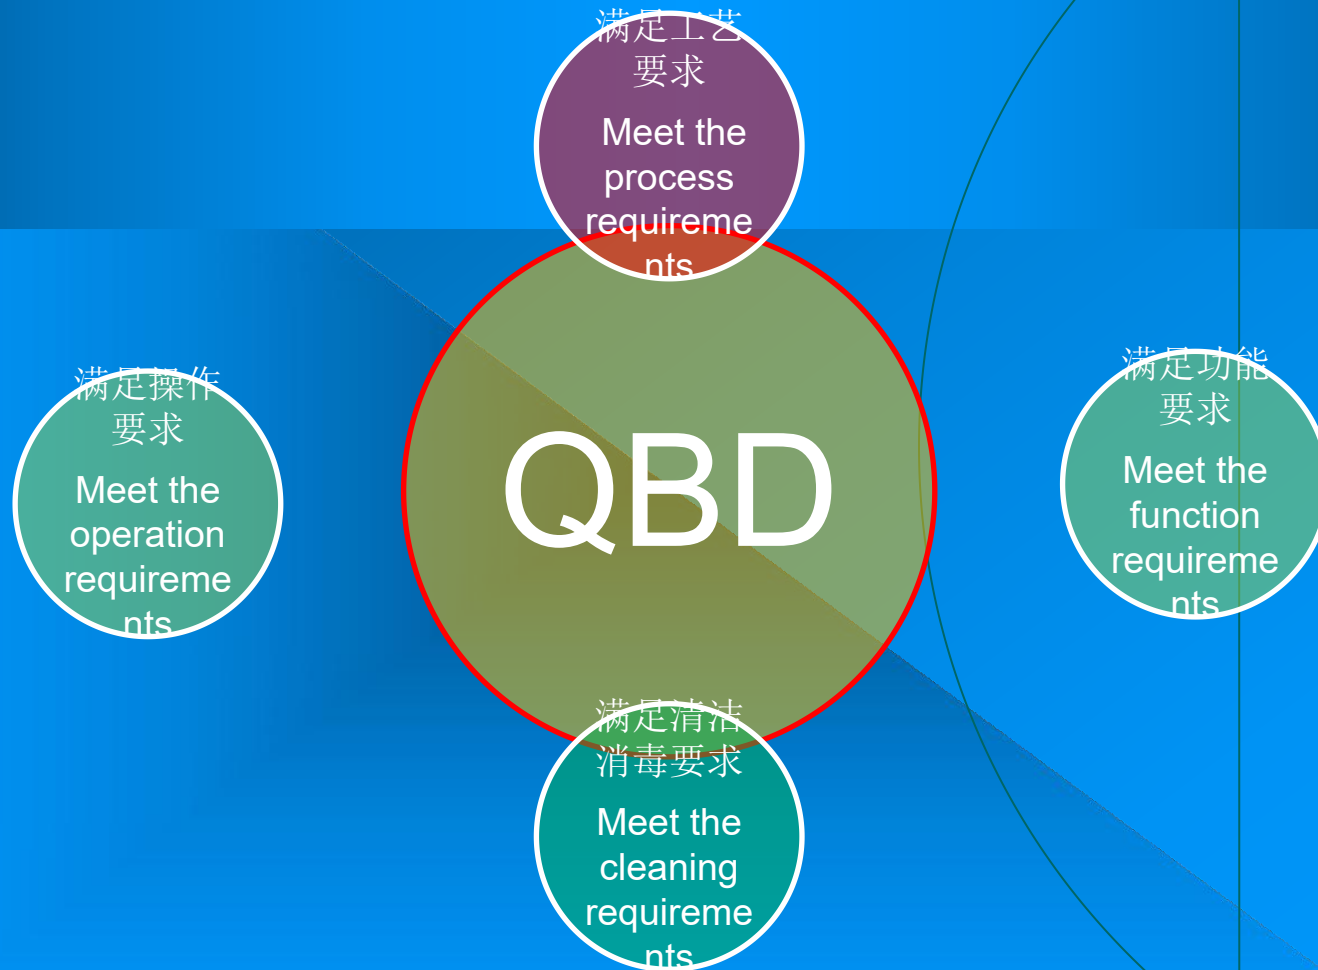 满足工艺
要求
Meet the
process
requireme
nts
满足操作
要求
Meet the
operation
requireme
nts
QBD
满足功能
要求
Meet the
function
requireme
nts
满足清洁
消毒要求
Meet the
cleaning
requireme
nts